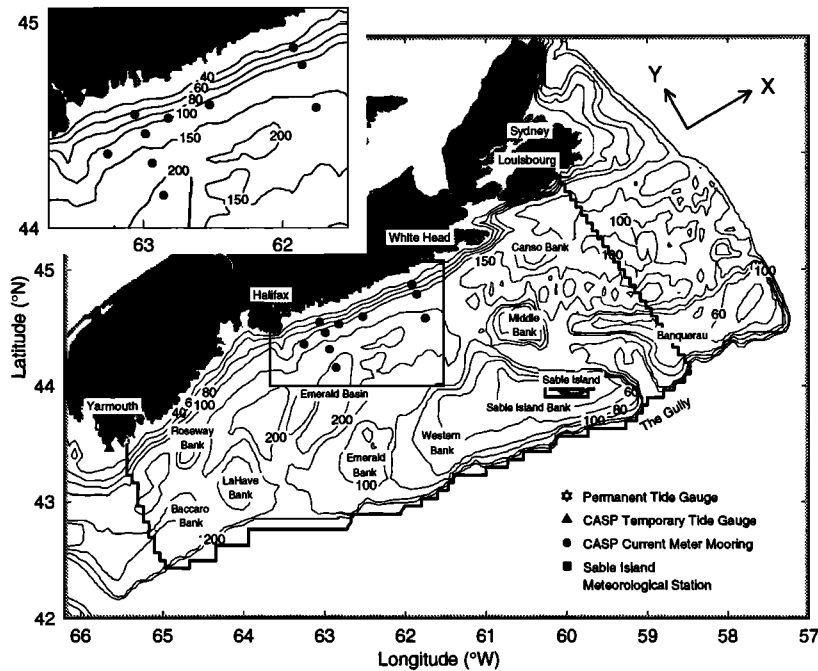 45
40
60
80
100
150
200
200
150
44
63
62
Y
X
Sydney
Louisbourg
White Head
Canso Bank
100
100
150
100
45
Halifax
60
Middle
Bank
Banquerau
Latitude (°N)
44
80
100
6
40
Emerald Basin
Sable Island
60
Sable Island Bank
80
100
The Gully
Yarmouth
Roseway
Bank
200
200
Western
Bank
Emerald
Bank
100
LaHave
Bank
43
Baccaro
Bank
200
Permanent Tide Gauge
CASP Temporary Tide Gauge
CASP Current Meter Mooring
Sable Island
Meteorological Station
42
66
65
64
63
62
61
60
59
58
57
Longitude (°W)